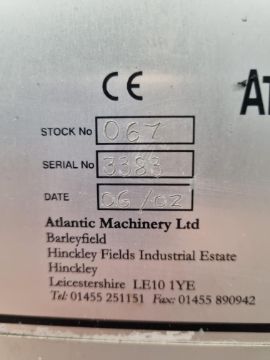 CE
AT
STOCK No 067
SERIAL No 3383
DATE 06/02
Atlantic Machinery Ltd
Barleyfield
Hinckley Fields Industrial Estate
Hinckley
Leicestershire LE10 1YE
Tel: 01455 251151 Fax: 01455 890942